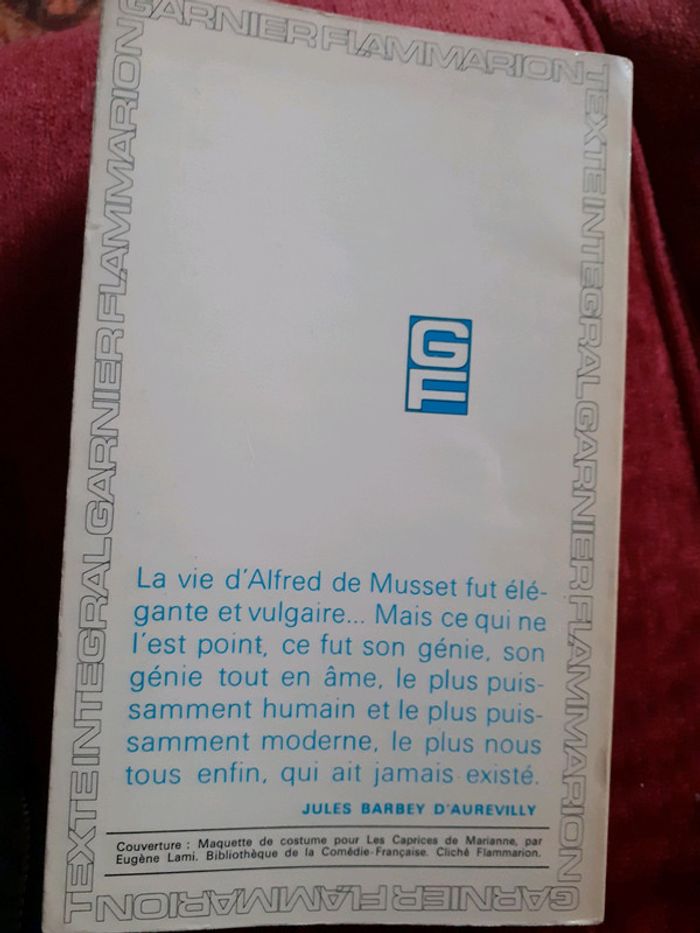 GARNIER FLAMMARION
TEXTE INTEGRAL GARNIER FLAMMARION
TEXTE INTEGRAL GARNIER FLAMMARION
GF
La vie d'Alfred de Musset fut élé-
gante et vulgaire... Mais ce qui ne
l'est point, ce fut son génie, son
génie tout en âme, le plus puis-
samment humain et le plus puis-
samment moderne, le plus nous
tous enfin, qui ait jamais existé.
JULES BARBEY D'AUREVILLY
Couverture : Maquette de costume pour Les Caprices de Marianne, par
Eugène Lami. Bibliothèque de la Comédie-Française. Cliché Flammarion.
GARNIER FLAMMARION